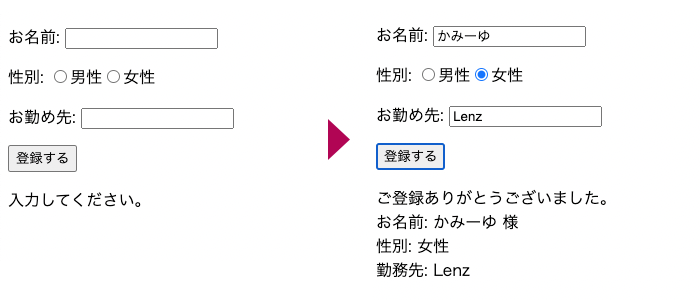 お名前:
性別: 男性 女性
お勤め先:
登録する
入力してください。
お名前: かみーゆ
性別: 男性 女性
お勤め先: Lenz
登録する
ご登録ありがとうございました。
お名前: かみーゆ 様
性別: 女性
勤務先: Lenz